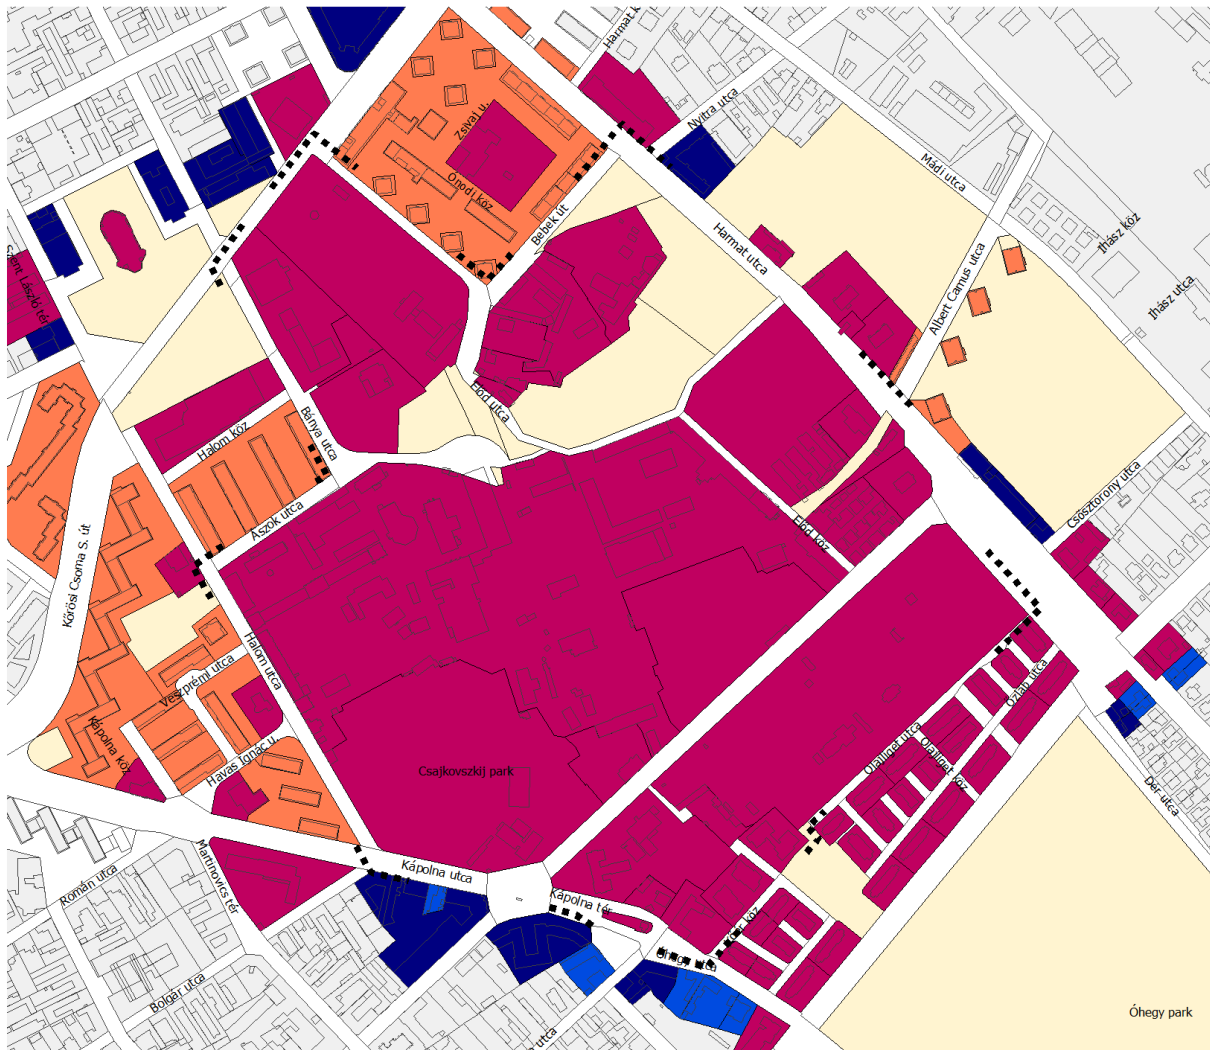 Harmat k
Nyitra utca
Zsivaj u.
Mádi utca
Ónodi köz
Ihász köz
Bebek út
Harmat utca
Szent László tér
Albert Camus utca
Ihász utca
Előd utca
Bánya utca
Halom köz
Csősztorony utca
Ászok utca
Előd köz
Kőrösi Csoma S. út
Halom utca
Veszprémi utca
Ózlab utca
Kápolna köz
Olajliget utca
Olajliget köz
Havas Ignác u.
Csajkovszkij park
Dér utca
Martinovics tér
Kápolna utca
Román utca
Kápolna tér
köz
Óhegy utca
Bolgár utca
utca
Óhegy park